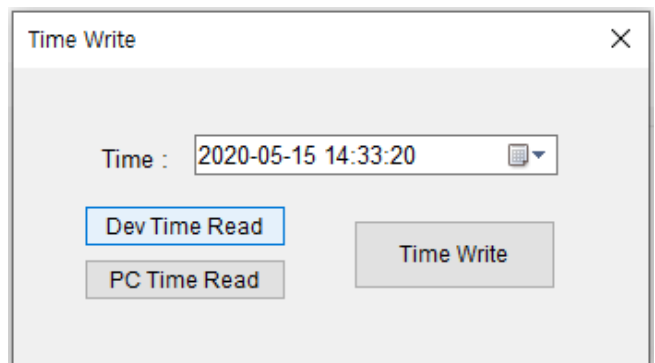 Time Write
Time :
2020-05-15 14:33:20
Dev Time Read
Time Write
PC Time Read